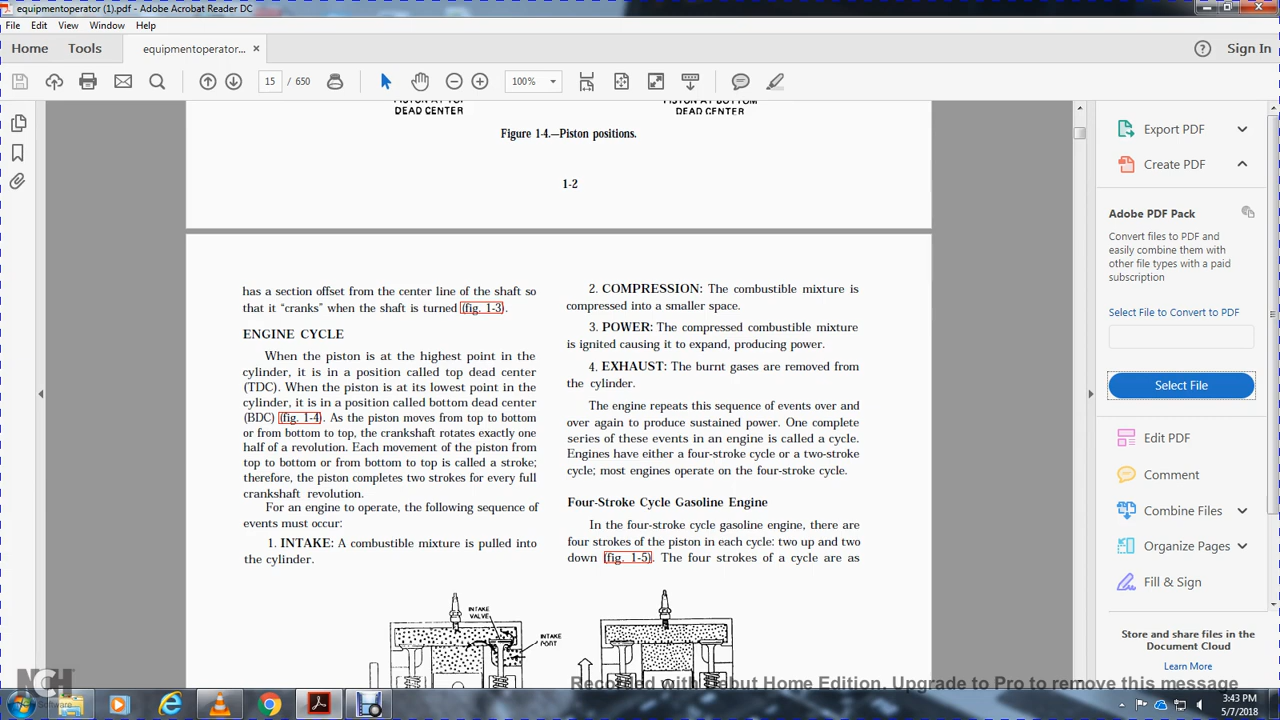 equipmentoperator (1).pdf - Adobe Acrobat Reader DC
File Edit View Window Help
Home Tools equipmentoperator... × Sign In
15 / 650 100%
DEAD CENTER DEAD CENTER
Figure 1-4.—Piston positions.
1-2
has a section offset from the center line of the shaft so
that it “cranks” when the shaft is turned (fig. 1-3).
ENGINE CYCLE
When the piston is at the highest point in the
cylinder, it is in a position called top dead center
(TDC). When the piston is at its lowest point in the
cylinder, it is in a position called bottom dead center
(BDC) (fig. 1-4). As the piston moves from top to bottom
or from bottom to top, the crankshaft rotates exactly one
half of a revolution. Each movement of the piston from
top to bottom or from bottom to top is called a stroke;
therefore, the piston completes two strokes for every full
crankshaft revolution.
For an engine to operate, the following sequence of
events must occur:
1. INTAKE: A combustible mixture is pulled into
the cylinder.
2. COMPRESSION: The combustible mixture is
compressed into a smaller space.
3. POWER: The compressed combustible mixture
is ignited causing it to expand, producing power.
4. EXHAUST: The burnt gases are removed from
the cylinder.
The engine repeats this sequence of events over and
over again to produce sustained power. One complete
series of these events in an engine is called a cycle.
Engines have either a four-stroke cycle or a two-stroke
cycle; most engines operate on the four-stroke cycle.
Four-Stroke Cycle Gasoline Engine
In the four-stroke cycle gasoline engine, there are
four strokes of the piston in each cycle: two up and two
down (fig. 1-5). The four strokes of a cycle are as
INTAKE
VALVE
INTAKE
PORT
Export PDF
Create PDF
Adobe PDF Pack
Convert files to PDF and
easily combine them with
other file types with a paid
subscription
Select File to Convert to PDF
Select File
Edit PDF
Comment
Combine Files
Organize Pages
Fill & Sign
Store and share files in the
Document Cloud
Learn More
NCH
Software
Recorded with Debut Home Edition. Upgrade to Pro to remove this message
3:43 PM
5/7/2018